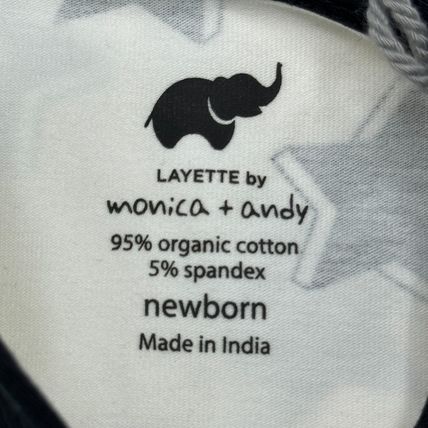 LAYETTE by
monica + andy
95% organic cotton
5% spandex
newborn
Made in India